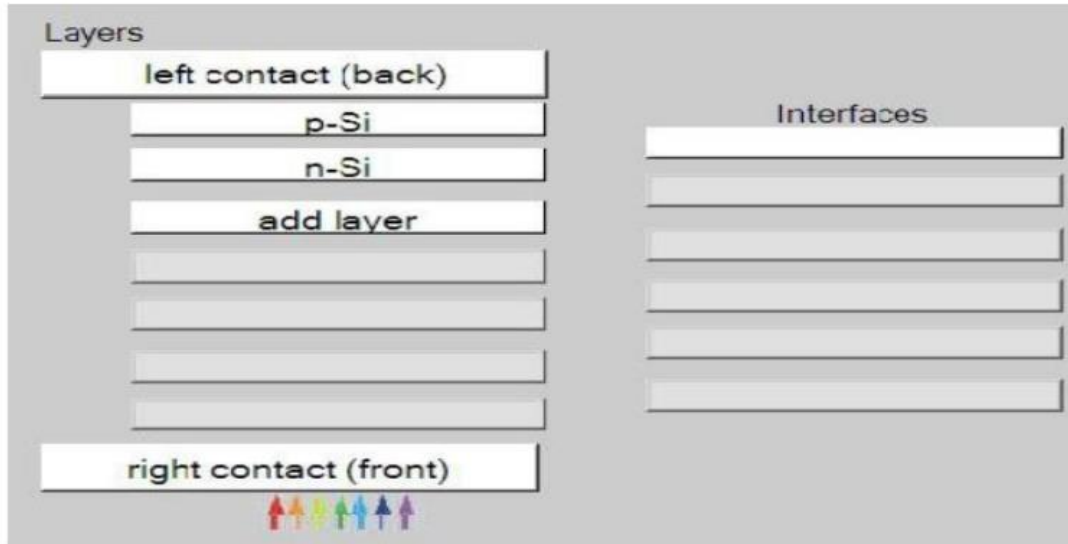 Layers
left contact (back)
p-Si
n-Si
add layer
right contact (front)
Interfaces